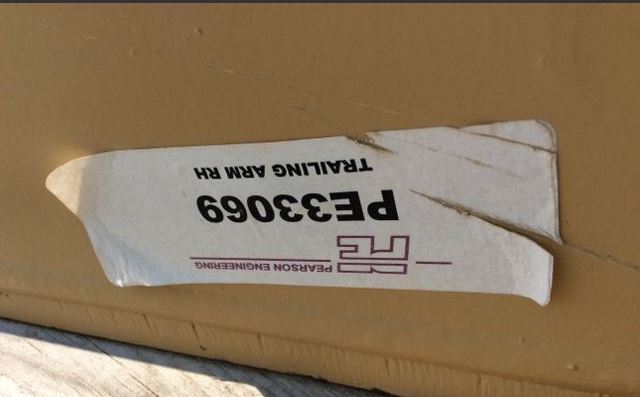 PEARSON ENGINEERING
PE33069
TRAILING ARM RH